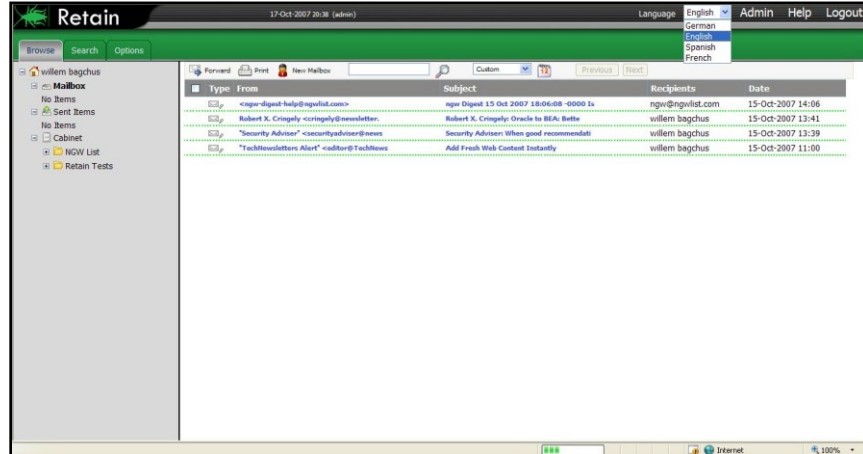 Retain
17-Oct-2007 20:38 (admin)
Language English Admin Help Logout
German
English
Spanish
French
Browse Search Options
willem bagchus
Mailbox
No Items
Sent Items
No Items
Cabinet
NGW List
Retain Tests
Forward Print New Mailbox Custom Previous Next
Type From Subject Recipients Date
<ngw-digest-help@ngwlist.com> ngw Digest 15 Oct 2007 18:06:08 -0000 Is ngw@ngwlist.com 15-Oct-2007 14:06
Robert X. Cringely <cringely@newsletter. Robert X. Cringely: Oracle to BEA: Bette willem bagchus 15-Oct-2007 13:41
"Security Adviser" <securityadviser@news Security Adviser: When good recommendati willem bagchus 15-Oct-2007 13:39
"TechNewsletters Alert" <editor@TechNews Add Fresh Web Content Instantly willem bagchus 15-Oct-2007 11:00
Internet 100%